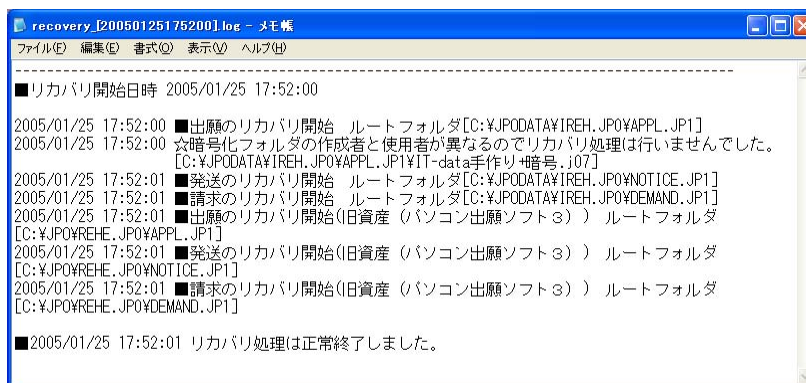 recovery_[20050125175200].log - メモ帳
ファイル(F) 編集(E) 書式(O) 表示(V) ヘルプ(H)
-----------------------------------------------------------------------------------------
■リカバリ開始日時 2005/01/25 17:52:00
2005/01/25 17:52:00 ■出願のリカバリ開始 ルートフォルダ[C:¥JPODATA¥IREH.JPO¥APPL.JP1]
2005/01/25 17:52:00 ☆暗号化フォルダの作成者と使用者が異なるのでリカバリ処理は行いませんでした。
[C:¥JPODATA¥IREH.JPO¥APPL.JP1¥IT-data手作り+暗号.j07]
2005/01/25 17:52:01 ■発送のリカバリ開始 ルートフォルダ[C:¥JPODATA¥IREH.JPO¥NOTICE.JP1]
2005/01/25 17:52:01 ■請求のリカバリ開始 ルートフォルダ[C:¥JPODATA¥IREH.JPO¥DEMAND.JP1]
2005/01/25 17:52:01 ■出願のリカバリ開始(旧資産（パソコン出願ソフト３）) ルートフォルダ
[C:¥JPO¥REHE.JPO¥APPL.JP1]
2005/01/25 17:52:01 ■発送のリカバリ開始(旧資産（パソコン出願ソフト３）) ルートフォルダ
[C:¥JPO¥REHE.JPO¥NOTICE.JP1]
2005/01/25 17:52:01 ■請求のリカバリ開始(旧資産（パソコン出願ソフト３）) ルートフォルダ
[C:¥JPO¥REHE.JPO¥DEMAND.JP1]
■2005/01/25 17:52:01 リカバリ処理は正常終了しました。